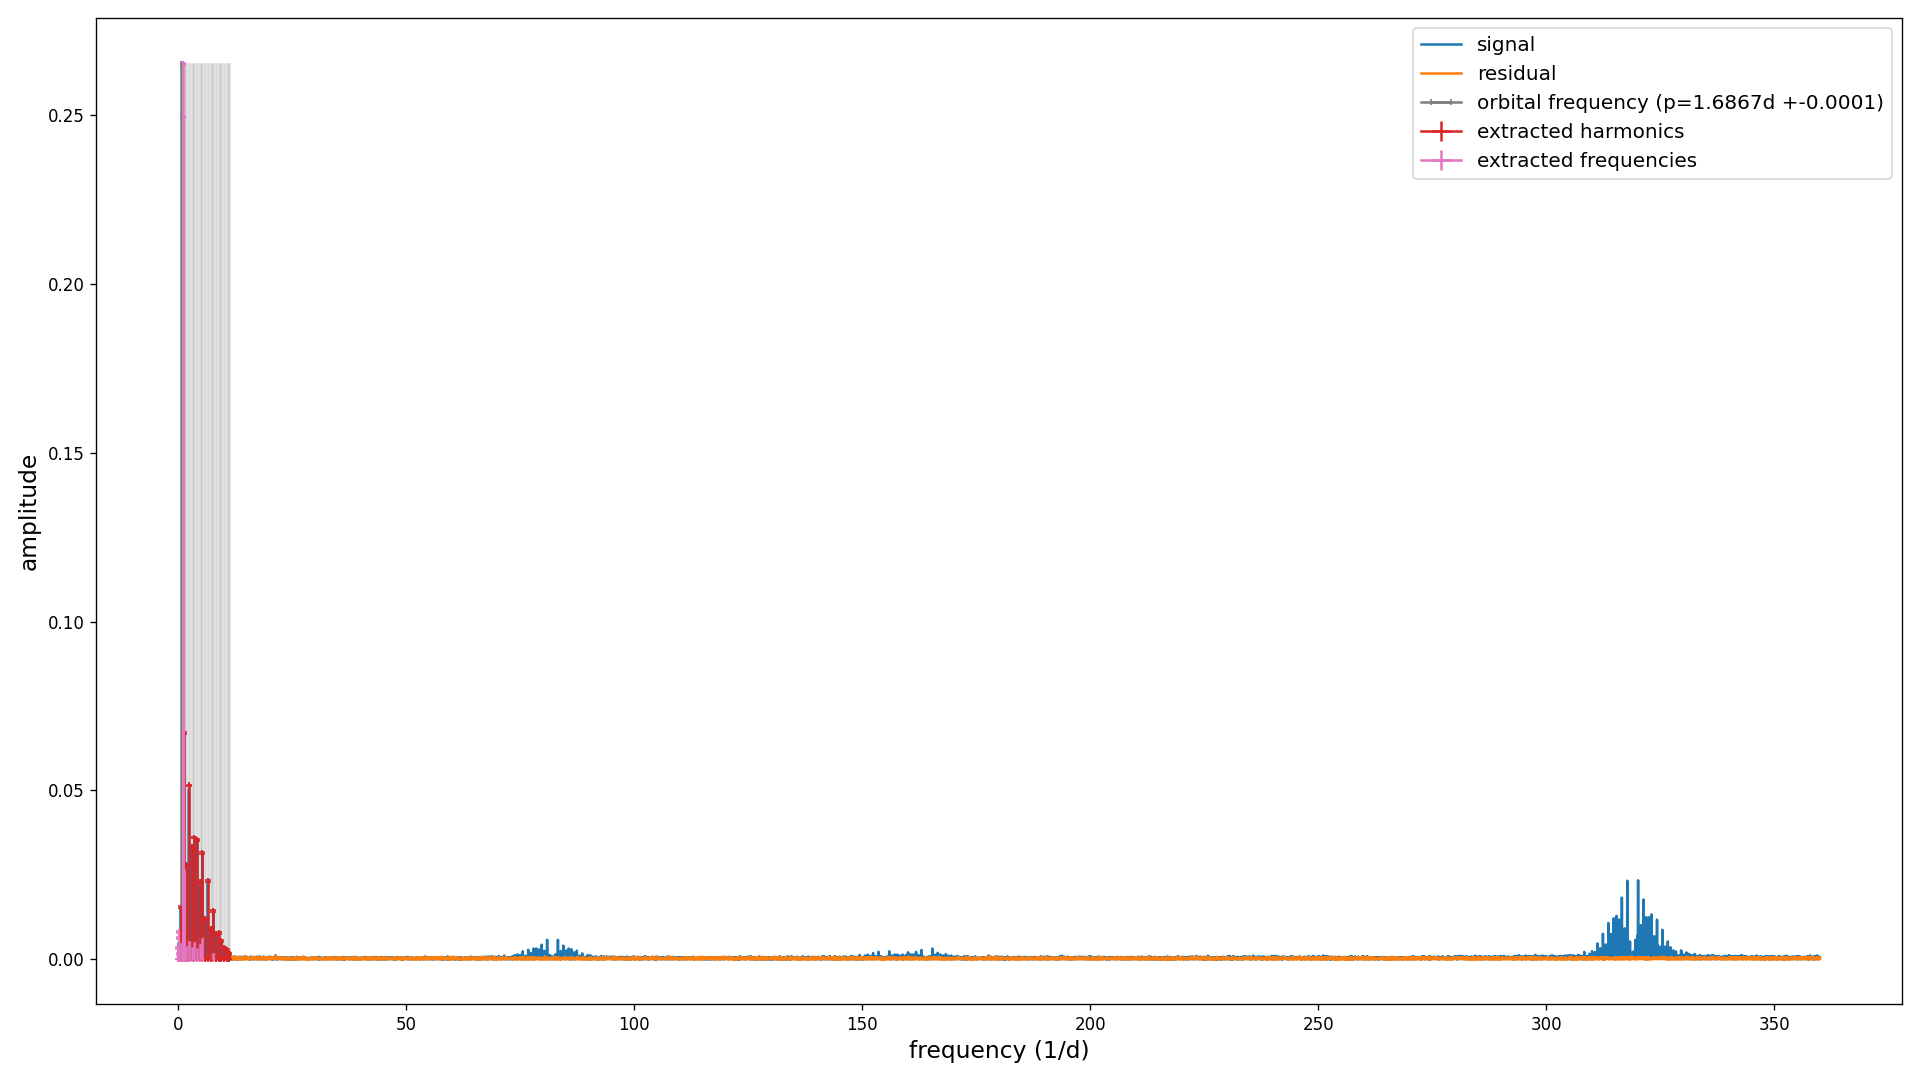 signal
residual
orbital frequency (p=1.6867d +-0.0001)
extracted harmonics
extracted frequencies
0.25
0.20
0.15
0.10
0.05
0.00
amplitude
0 50 100 150 200 250 300 350
frequency (1/d)